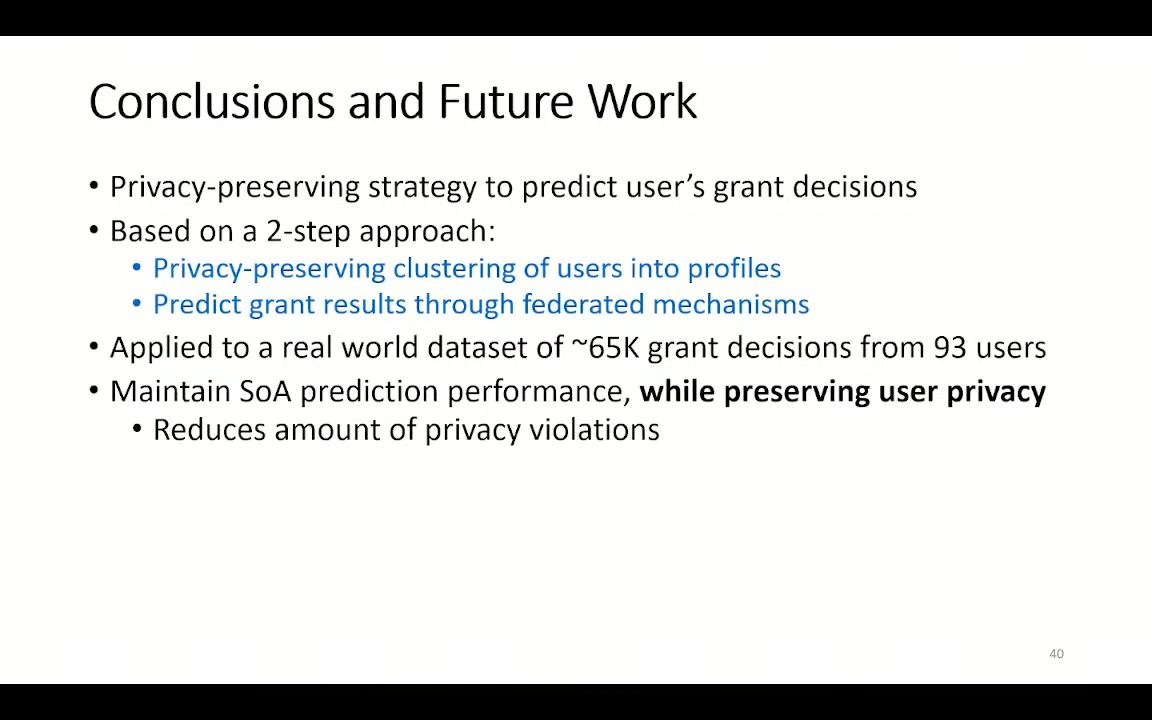 Conclusions and Future Work
• Privacy-preserving strategy to predict user’s grant decisions
• Based on a 2-step approach:
• Privacy-preserving clustering of users into profiles
• Predict grant results through federated mechanisms
• Applied to a real world dataset of ~65K grant decisions from 93 users
• Maintain SoA prediction performance, while preserving user privacy
• Reduces amount of privacy violations
40